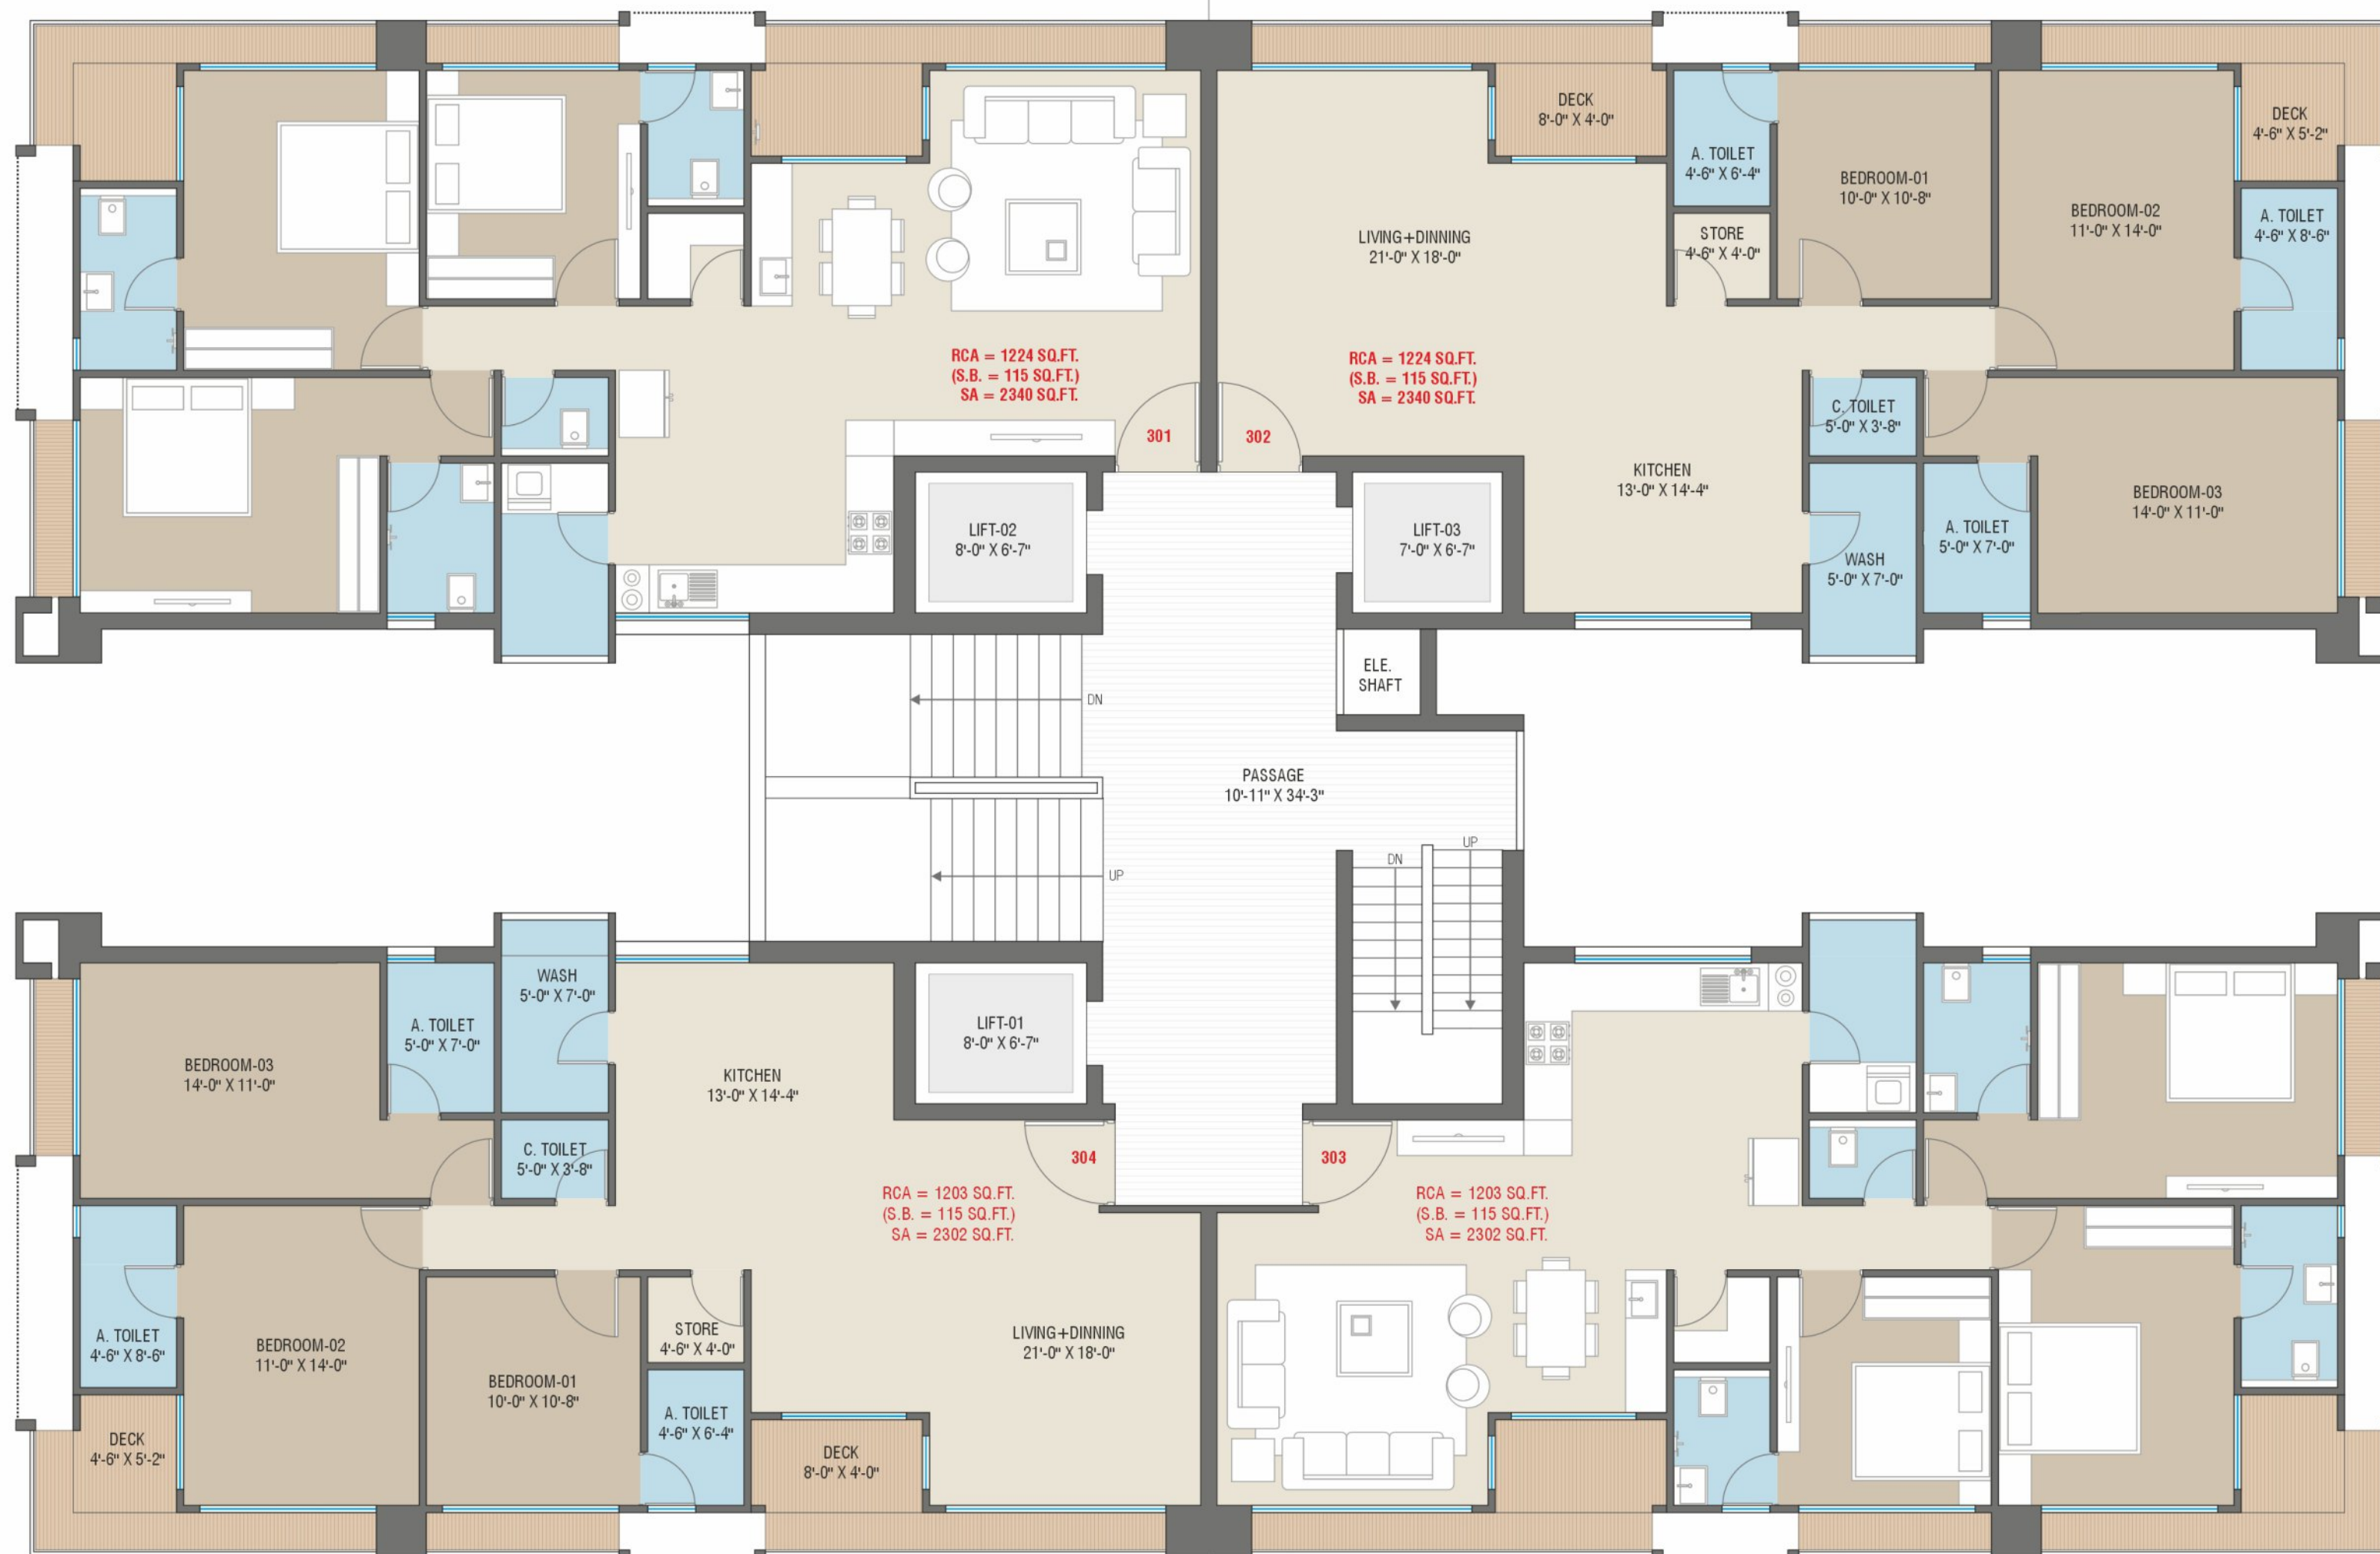 DECK
8'-0" X 4'-0"
DECK
4'-6" X 5'-2"
A. TOILET
4'-6" X 6'-4"
BEDROOM-01
10'-0" X 10'-8"
BEDROOM-02
11'-0" X 14'-0"
A. TOILET
4'-6" X 8'-6"
LIVING+DINNING
21'-0" X 18'-0"
STORE
4'-6" X 4'-0"
RCA = 1224 SQ.FT.
(S.B. = 115 SQ.FT.)
SA = 2340 SQ.FT.
RCA = 1224 SQ.FT.
(S.B. = 115 SQ.FT.)
SA = 2340 SQ.FT.
301
302
C. TOILET
5'-0" X 3'-8"
KITCHEN
13'-0" X 14'-4"
BEDROOM-03
14'-0" X 11'-0"
LIFT-02
8'-0" X 6'-7"
LIFT-03
7'-0" X 6'-7"
A. TOILET
5'-0" X 7'-0"
WASH
5'-0" X 7'-0"
ELE.
SHAFT
DN
PASSAGE
10'-11" X 34'-3"
UP
DN
UP
WASH
5'-0" X 7'-0"
A. TOILET
5'-0" X 7'-0"
LIFT-01
8'-0" X 6'-7"
BEDROOM-03
14'-0" X 11'-0"
KITCHEN
13'-0" X 14'-4"
C. TOILET
5'-0" X 3'-8"
304
303
RCA = 1203 SQ.FT.
(S.B. = 115 SQ.FT.)
SA = 2302 SQ.FT.
RCA = 1203 SQ.FT.
(S.B. = 115 SQ.FT.)
SA = 2302 SQ.FT.
A. TOILET
4'-6" X 8'-6"
BEDROOM-02
11'-0" X 14'-0"
STORE
4'-6" X 4'-0"
LIVING+DINNING
21'-0" X 18'-0"
BEDROOM-01
10'-0" X 10'-8"
A. TOILET
4'-6" X 6'-4"
DECK
4'-6" X 5'-2"
DECK
8'-0" X 4'-0"